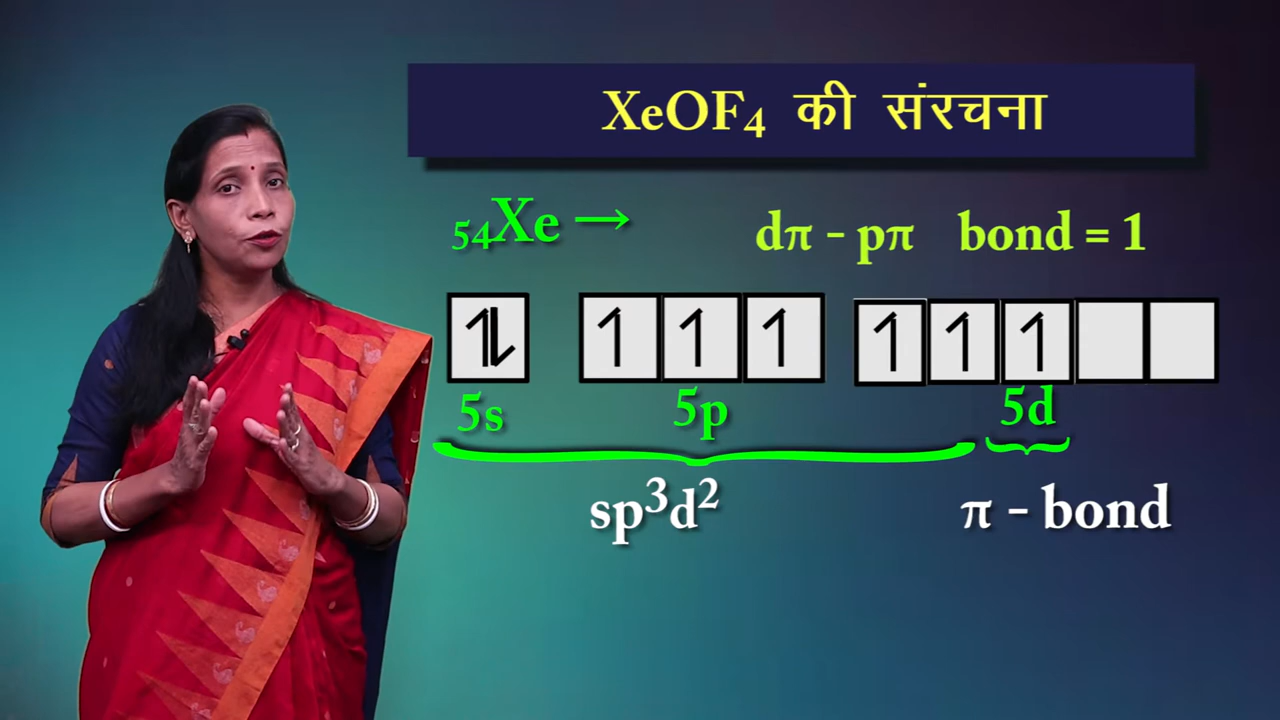 XeOF₄ की संरचना
₅₄Xe → dπ - pπ bond = 1
↿⇂ ↿ ↿ ↿ ↿ ↿ ↿
5s 5p 5d
sp³d² π - bond